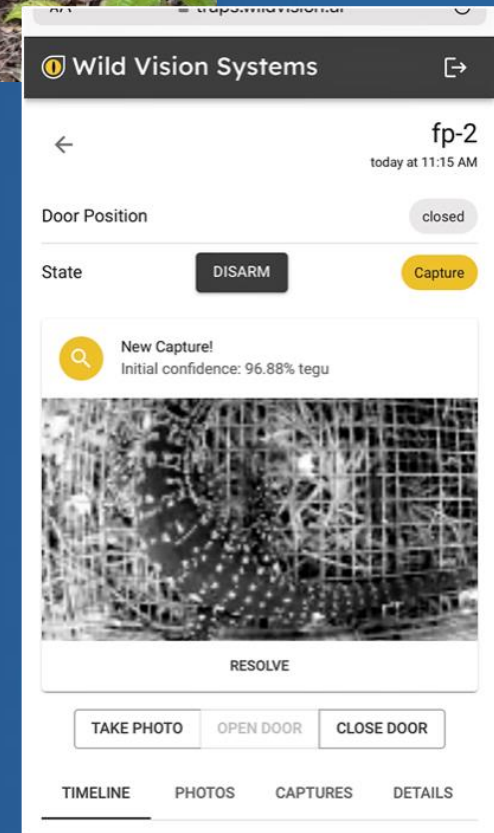 Wild Vision Systems
fp-2
today at 11:15 AM
Door Position
closed
State
DISARM
Capture
New Capture!
Initial confidence: 96.88% tegu
RESOLVE
TAKE PHOTO
OPEN DOOR
CLOSE DOOR
TIMELINE
PHOTOS
CAPTURES
DETAILS